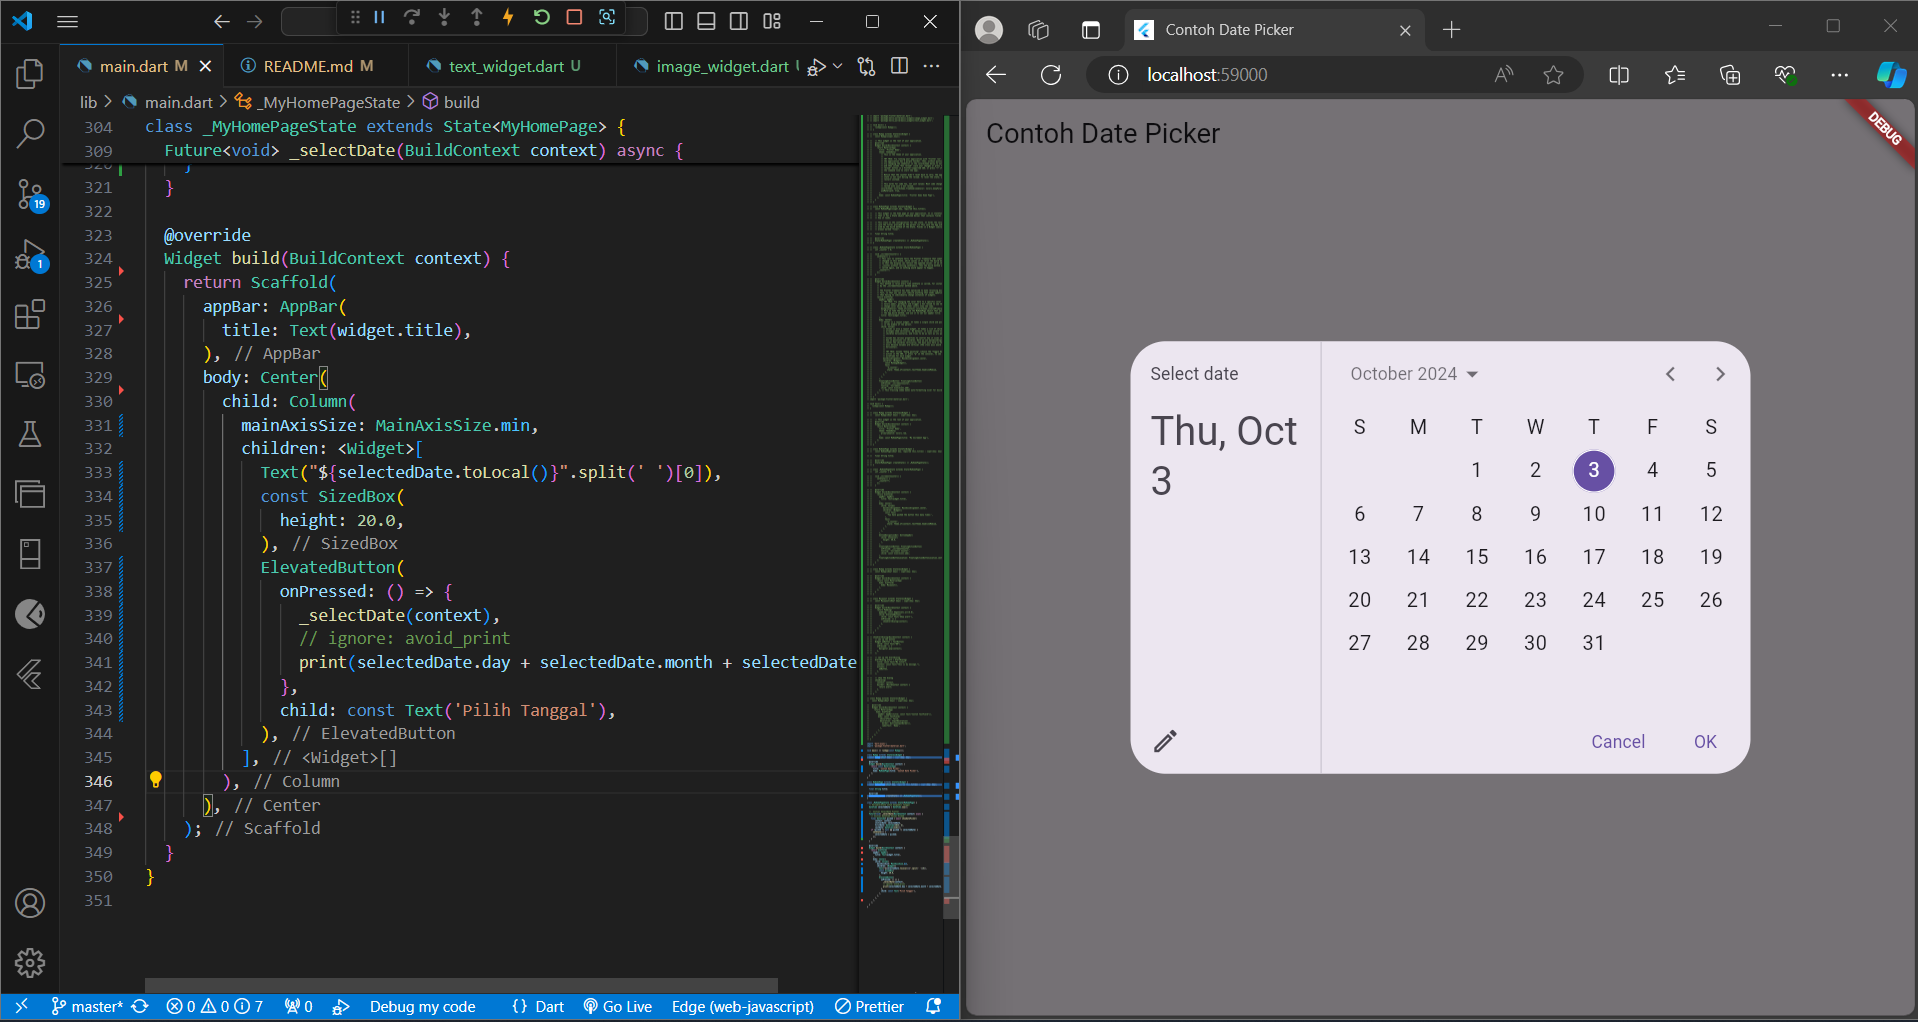 main.dart M
README.md M
text_widget.dart U
image_widget.dart
lib > main.dart > _MyHomePageState > build
304 class _MyHomePageState extends State<MyHomePage> {
309 Future<void> _selectDate(BuildContext context) async {
321 }
322
323 @override
324 Widget build(BuildContext context) {
325 return Scaffold(
326 appBar: AppBar(
327 title: Text(widget.title),
328 ), // AppBar
329 body: Center(
330 child: Column(
331 mainAxisSize: MainAxisSize.min,
332 children: <Widget>[
333 Text("${selectedDate.toLocal()}".split(' ')[0]),
334 const SizedBox(
335 height: 20.0,
336 ), // SizedBox
337 ElevatedButton(
338 onPressed: () => {
339 _selectDate(context),
340 // ignore: avoid_print
341 print(selectedDate.day + selectedDate.month + selectedDate
342 },
343 child: const Text('Pilih Tanggal'),
344 ), // ElevatedButton
345 ], // <Widget>[]
346 ), // Column
347 ), // Center
348 ); // Scaffold
349 }
350 }
351
19
1
master* 0 0 7 0 Debug my code {} Dart Go Live Edge (web-javascript) Prettier
Contoh Date Picker
localhost:59000
Contoh Date Picker
DEBUG
Select date
Thu, Oct
3
October 2024
S M T W T F S
1 2 3 4 5
6 7 8 9 10 11 12
13 14 15 16 17 18 19
20 21 22 23 24 25 26
27 28 29 30 31
Cancel OK